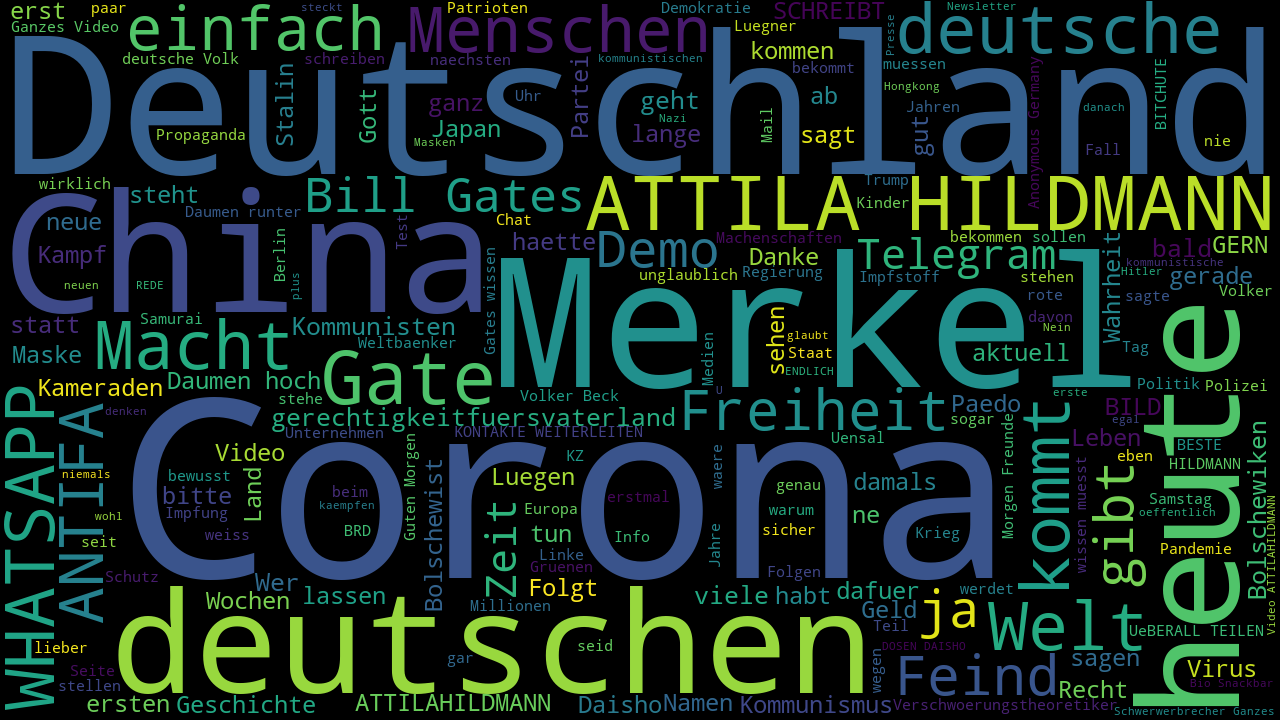 erst
paar
einfach
Menschen
Patrioten
steckt
Demokratie
SCHREIBT
Newsletter
deutsche
Ganzes Video
Luegner
Presse
deutsche Volk
schreiben
naechsten
kommunistischen
kommen
bekommt
muessen
Deutschland
Stalin
Gott
ganz
Uhr
Partei
geht
ab
Hongkong
Jahren
danach
Anonymous Germany
BITCHUTE
Propaganda
Japan
Masken
Nazi
lange
Mail
sagt
gut
Fall
nie
wirklich
steht
Bill Gates
ATTILA HILDMANN
Trump
Kinder
neue
Daumen runter
Test
Chat
China
Kampf
Berlin
haette
Demo
Machenschaften
Danke
Telegram
bekommen
sollen
Wahrheit
bald
GERN
neuen
REDE
plus
Gates wissen
unglaublich
Regierung
Impfstoff
stehen
kommunistische
Hitler
gerade
Merkel
rote
sagte
Volker
statt
Samurai
Kommunisten
Weltbaenker
davon
Nein
Macht
Maske
Medien
sehen
glaubt
Staat
ENDLICH
aktuell
Tag
heute
Kameraden
Daumen hoch
stehe
Gate
Volker Beck
U
erste
Politik
Polizei
denken
gerechtigkeitfuersvaterland
Freiheit
Paedo
sogar
BILD
egal
WHATSAPP
ANTIFA
Unternehmen
KONTAKTE WEITERLEITEN
Uensal
Morgen Freunde
kommt
Leben
BESTE
Corona
Video
Land
Guten Morgen
Bolschewist
KZ
waere
eben
HILDMANN
Bolschewiken
niemals
bewusst
bitte
Luegen
genau
damals
gibt
beim
erstmal
Samstag
Video ATTILAHILDMANN
wohl
Impfung
kaempfen
Europa
warum
ne
oeffentlich
seit
weiss
BRD
Zeit
tun
Info
sicher
Krieg
wissen muesst
Jahre
Linke
Pandemie
Schutz
Wer
Gruenen
Folgen
Wochen
lassen
Folgt
viele
habt
dafuer
werdet
Millionen
Geld
ja
Welt
deutschen
Teil
UeBERALL TEILEN
lieber
seid
DOSEN DAISHO
sagen
gar
wegen
Feind
Virus
Seite
stellen
Recht
Bio Snackbar
ersten
Geschichte
ATTILAHILDMANN
Daisho
Namen
Kommunismus
Verschwoerungstheoretiker
Schwerwerbrecher Ganzes